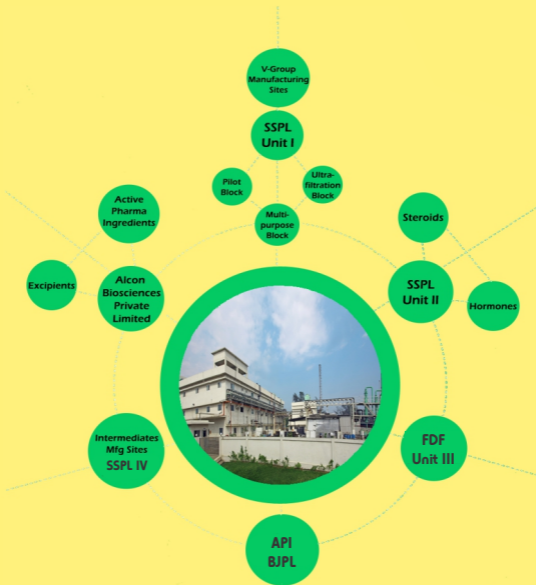 V-Group
Manufacturing
Sites
SSPL
Unit I
Pilot
Block
Ultra-
filtration
Block
Multi-
purpose
Block
Active
Pharma
Ingredients
Steroids
Excipients
Alcon
Biosciences
Private
Limited
SSPL
Unit II
Hormones
Intermediates
Mfg Sites
SSPL IV
FDF
Unit III
API
BJPL